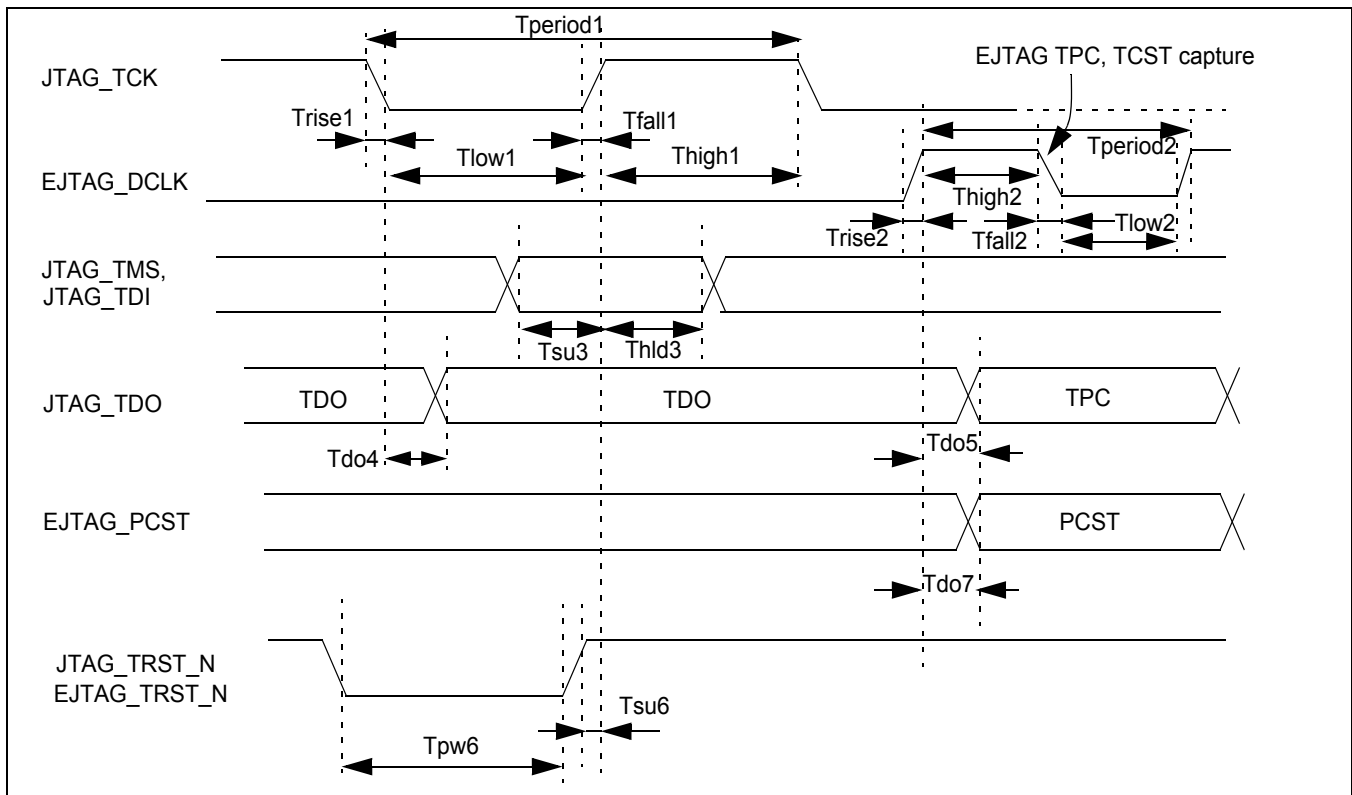 Tperiod1
EJTAG TPC, TCST capture
JTAG_TCK
Trise1
Tfall1
Tperiod2
Tlow1
Thigh1
EJTAG_DCLK
Thigh2
Trise2
Tfall2
Tlow2
JTAG_TMS,
JTAG_TDI
Tsu3
Thld3
JTAG_TDO
TDO
TDO
TPC
Tdo4
Tdo5
EJTAG_PCST
PCST
Tdo7
JTAG_TRST_N
EJTAG_TRST_N
Tsu6
Tpw6